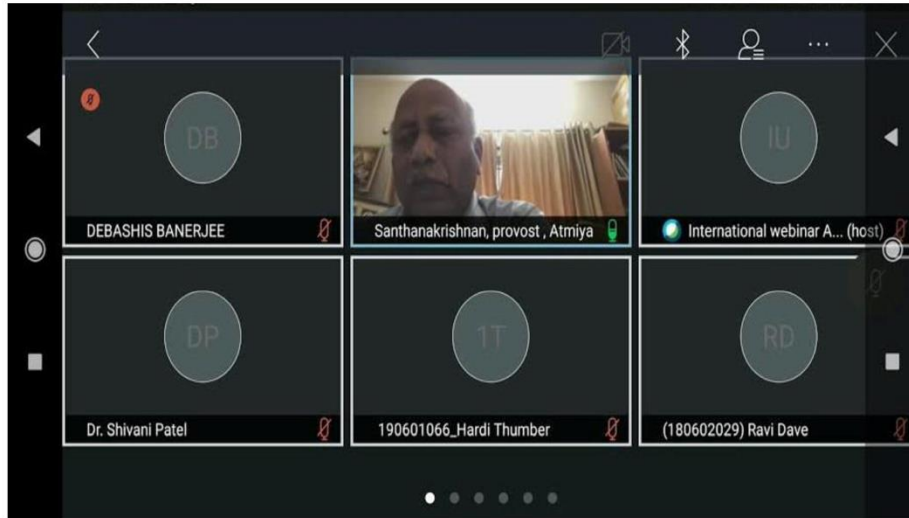 DB
DEBASHIS BANERJEE
Santhanakrishnan, provost , Atmiya
IU
International webinar A... (host)
DP
Dr. Shivani Patel
1T
190601066_Hardi Thumber
RD
(180602029) Ravi Dave